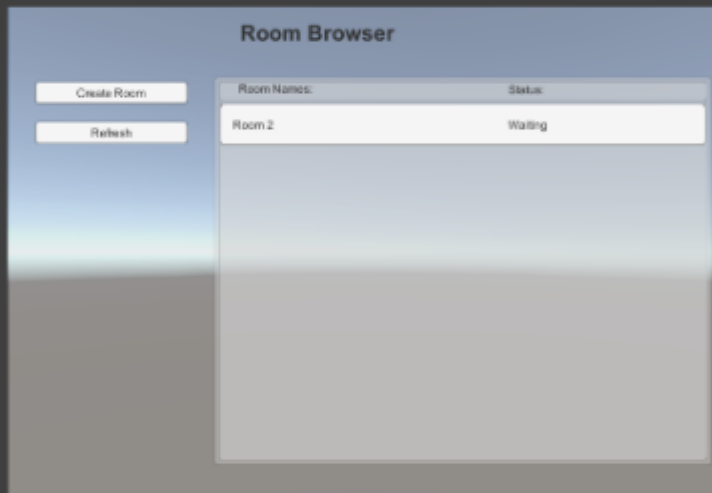 Room Browser
Create Room
Refresh
Room Names: Status:
Room 2 Waiting